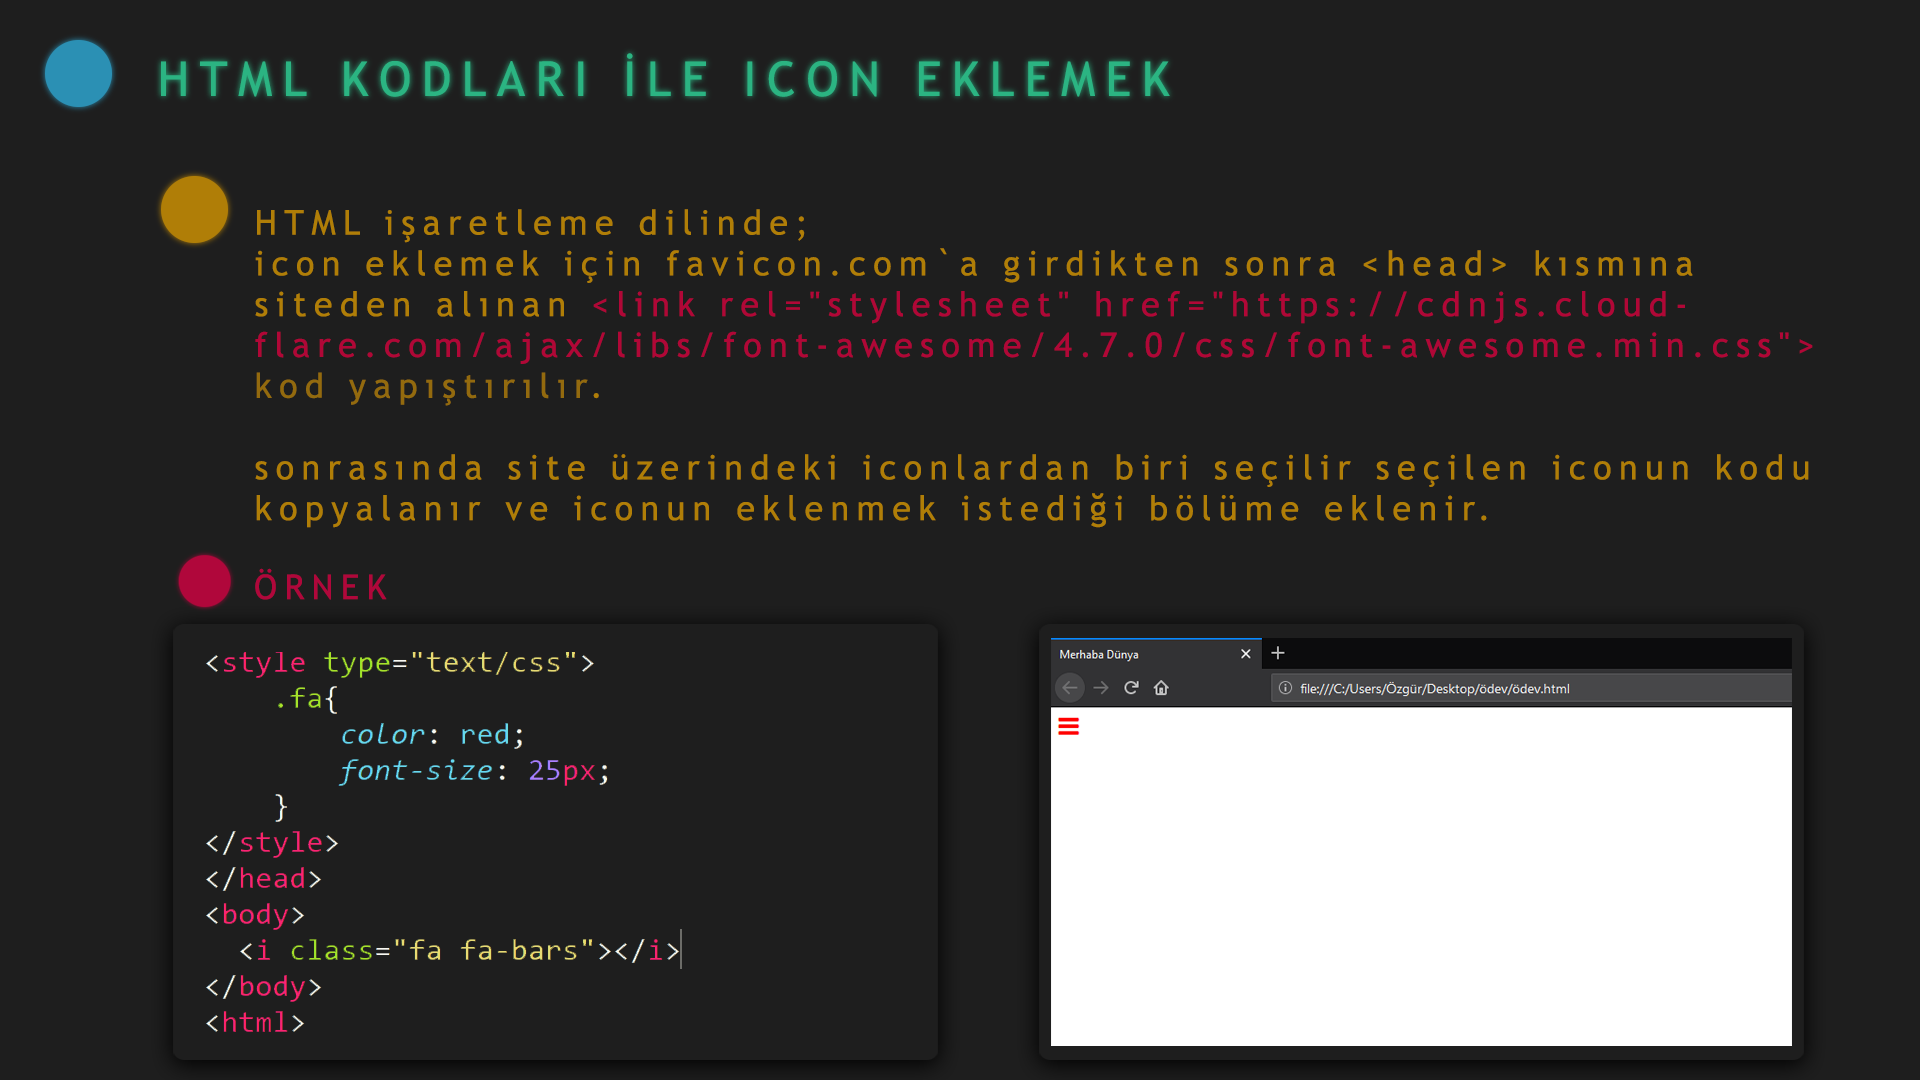 HTML KODLARI İLE ICON EKLEMEK
HTML işaretleme dilinde;
icon eklemek için favicon.com`a girdikten sonra <head> kısmına
siteden alınan <link rel="stylesheet" href="https://cdnjs.cloud-
flare.com/ajax/libs/font-awesome/4.7.0/css/font-awesome.min.css">
kod yapıştırılır.
sonrasında site üzerindeki iconlardan biri seçilir seçilen iconun kodu
kopyalanır ve iconun eklenmek istediği bölüme eklenir.
ÖRNEK
<style type="text/css">
.fa{
color: red;
font-size: 25px;
}
</style>
</head>
<body>
<i class="fa fa-bars"></i>
</body>
<html>
Merhaba Dünya
file:///C:/Users/Özgür/Desktop/ödev/ödev.html